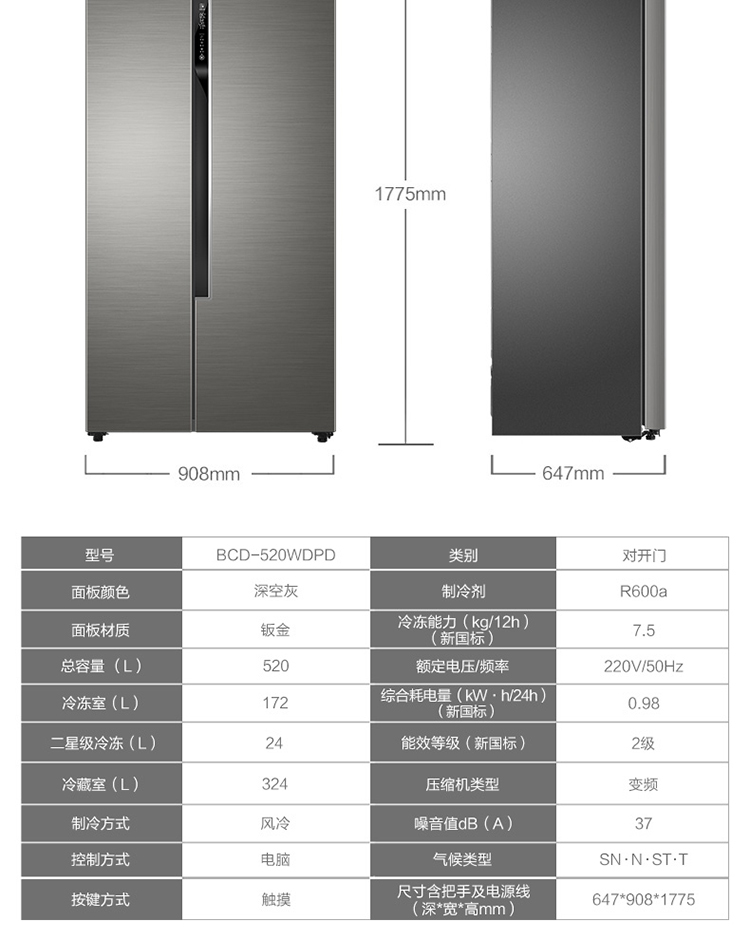 1775mm
908mm
647mm
型号 BCD-520WDPD 类别 对开门
面板颜色 深空灰 制冷剂 R600a
面板材质 钣金 冷冻能力（kg/12h）
（新国标） 7.5
总容量（L） 520 额定电压/频率 220V/50Hz
冷冻室（L） 172 综合耗电量（kW·h/24h）
（新国标） 0.98
二星级冷冻（L） 24 能效等级（新国标） 2级
冷藏室（L） 324 压缩机类型 变频
制冷方式 风冷 噪音值dB（A） 37
控制方式 电脑 气候类型 SN·N·ST·T
按键方式 触摸 尺寸含把手及电源线
（深*宽*高mm） 647*908*1775